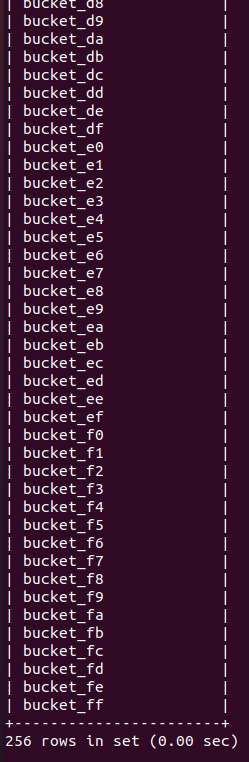 | bucket_d8 |
| bucket_d9 |
| bucket_da |
| bucket_db |
| bucket_dc |
| bucket_dd |
| bucket_de |
| bucket_df |
| bucket_e0 |
| bucket_e1 |
| bucket_e2 |
| bucket_e3 |
| bucket_e4 |
| bucket_e5 |
| bucket_e6 |
| bucket_e7 |
| bucket_e8 |
| bucket_e9 |
| bucket_ea |
| bucket_eb |
| bucket_ec |
| bucket_ed |
| bucket_ee |
| bucket_ef |
| bucket_f0 |
| bucket_f1 |
| bucket_f2 |
| bucket_f3 |
| bucket_f4 |
| bucket_f5 |
| bucket_f6 |
| bucket_f7 |
| bucket_f8 |
| bucket_f9 |
| bucket_fa |
| bucket_fb |
| bucket_fc |
| bucket_fd |
| bucket_fe |
| bucket_ff |
+-----------------------+
256 rows in set (0.00 sec)